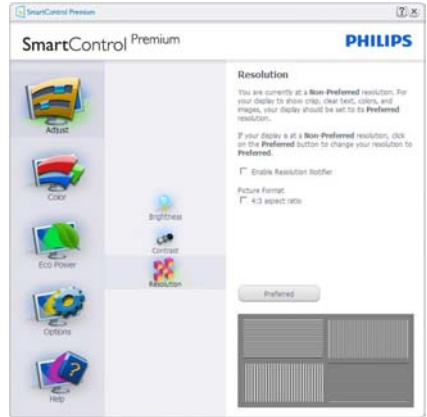 SmartControl Premium
SmartControl Premium
PHILIPS
Adjust
Color
Eco Power
Options
Help
Brightness
Contrast
Resolution
Resolution
You are currently at a Non-Preferred resolution. For
your display to show crisp, clear text, colors, and
images, your display should be set to its Preferred
resolution.
If your display is at a Non-Preferred resolution, click
on the Preferred button to change your resolution to
Preferred.
Enable Resolution Notifier
Picture Format
4:3 aspect ratio
Preferred